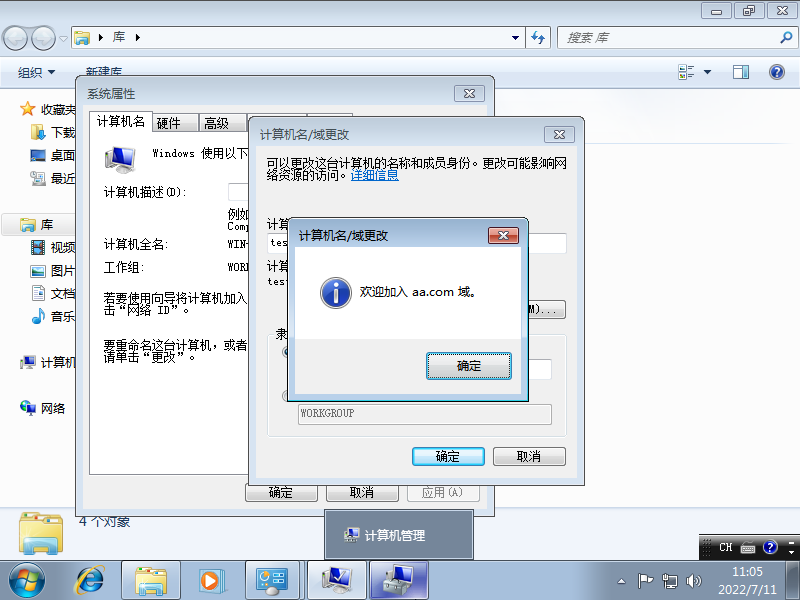 库
搜索 库
组织
新建库
收藏夹
下载
桌面
最近
库
视频
图片
文档
音乐
计算机
网络
系统属性
计算机名
硬件
高级
Windows 使用以下
计算机描述(D):
例如
Comp
计算机全名:
WIN-
工作组:
WORK
若要使用向导将计算机加入
击“网络 ID”。
要重命名这台计算机，或者
请单击“更改”。
确定
取消
应用(A)
计算机名/域更改
可以更改这台计算机的名称和成员身份。更改可能影响网
络资源的访问。详细信息
计算
tes
计算
test
M)...
隶
WORKGROUP
确定
取消
计算机名/域更改
欢迎加入 aa.com 域。
确定
4 个对象
计算机管理
CH
11:05
2022/7/11